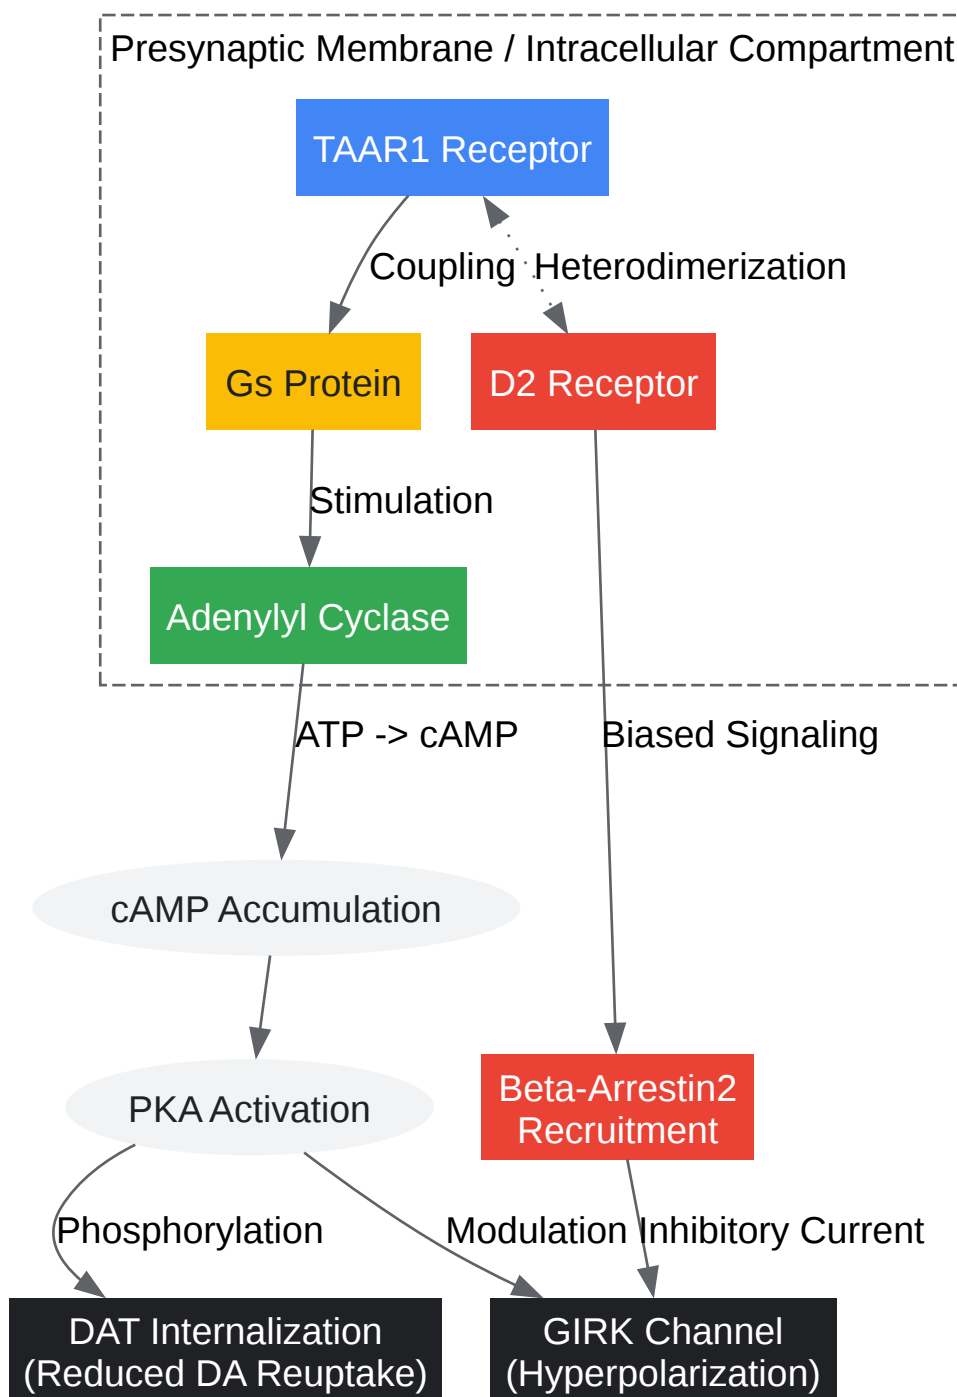 Presynaptic Membrane / Intracellular Compartment
TAAR1 Receptor
Coupling
Heterodimerization
Gs Protein
D2 Receptor
Stimulation
Adenylyl Cyclase
ATP -> cAMP
Biased Signaling
cAMP Accumulation
PKA Activation
Beta-Arrestin2
Recruitment
Phosphorylation
Modulation
Inhibitory Current
DAT Internalization
(Reduced DA Reuptake)
GIRK Channel
(Hyperpolarization)